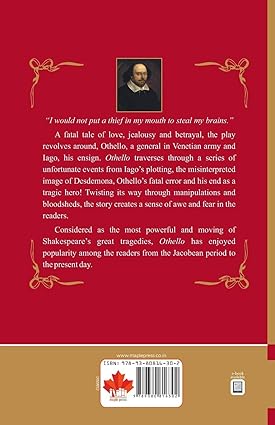 "I would not put a thief in my mouth to steal my brains."
A fatal tale of love, jealousy and betrayal, the play
revolves around, Othello, a general in Venetian army and
Iago, his ensign. Othello traverses through a series of
unfortunate events from Iago's plotting, the misinterpreted
image of Desdemona, Othello's fatal error and his end as a
tragic hero! Twisting its way through manipulations and
bloodsheds, the story creates a sense of awe and fear in the
readers.
Considered as the most powerful and moving of
Shakespeare's great tragedies, Othello has enjoyed
popularity among the readers from the Jacobean period to
the present day.
www.maplepress.co.in
ISBN: 978-93-80816-30-2
maple press
e-book
available